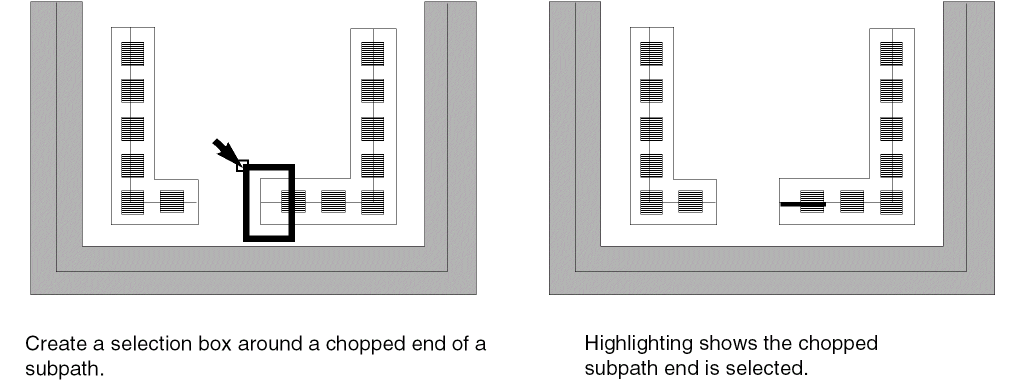 Create a selection box around a chopped end of a
subpath.
Highlighting shows the chopped
subpath end is selected.